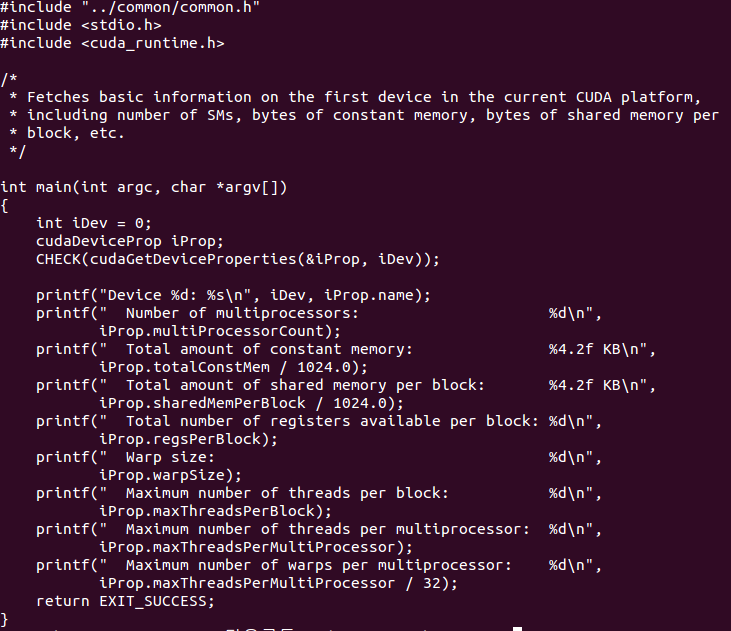 #include "../common/common.h"
#include <stdio.h>
#include <cuda_runtime.h>

/*
 * Fetches basic information on the first device in the current CUDA platform,
 * including number of SMs, bytes of constant memory, bytes of shared memory per
 * block, etc.
 */

int main(int argc, char *argv[])
{
    int iDev = 0;
    cudaDeviceProp iProp;
    CHECK(cudaGetDeviceProperties(&iProp, iDev));

    printf("Device %d: %s\n", iDev, iProp.name);
    printf("  Number of multiprocessors:                     %d\n",
           iProp.multiProcessorCount);
    printf("  Total amount of constant memory:               %4.2f KB\n",
           iProp.totalConstMem / 1024.0);
    printf("  Total amount of shared memory per block:       %4.2f KB\n",
           iProp.sharedMemPerBlock / 1024.0);
    printf("  Total number of registers available per block: %d\n",
           iProp.regsPerBlock);
    printf("  Warp size:                                     %d\n",
           iProp.warpSize);
    printf("  Maximum number of threads per block:           %d\n",
           iProp.maxThreadsPerBlock);
    printf("  Maximum number of threads per multiprocessor:  %d\n",
           iProp.maxThreadsPerMultiProcessor);
    printf("  Maximum number of warps per multiprocessor:    %d\n",
           iProp.maxThreadsPerMultiProcessor / 32);
    return EXIT_SUCCESS;
}